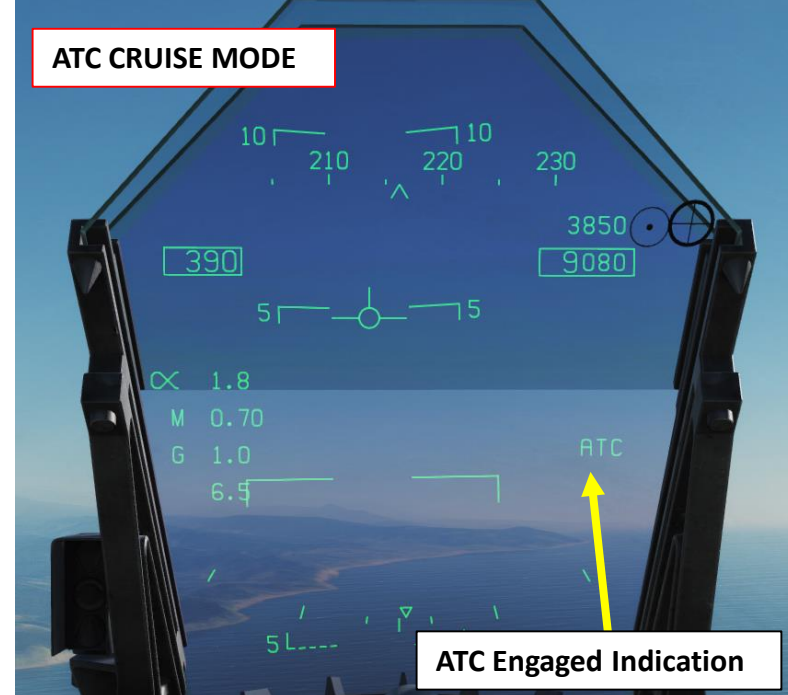 ATC CRUISE MODE
10 10
210 220 230
3850
390 9080
5 5
α 1.8
M 0.70
G 1.0
6.5
ATC
5
ATC Engaged Indication